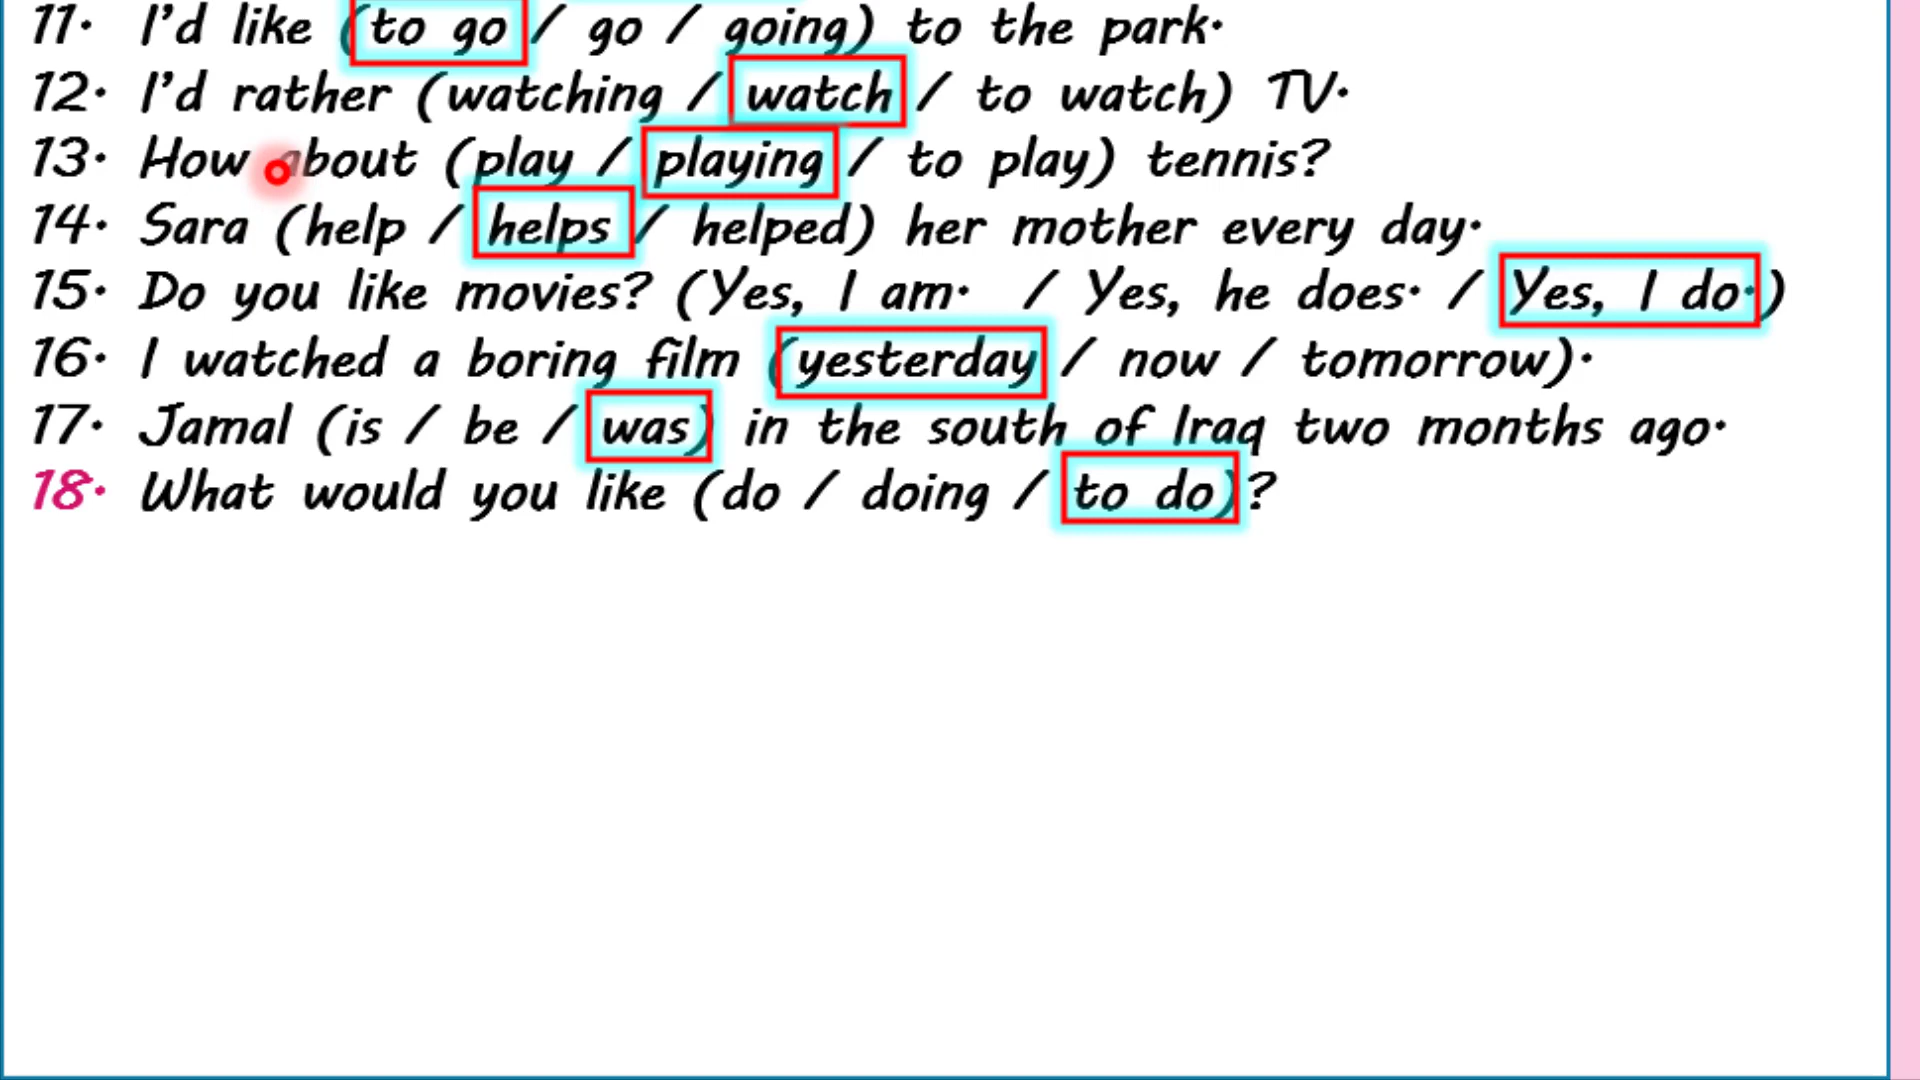 11. I'd like (to go / go / going) to the park.
12. I'd rather (watching / watch / to watch) TV.
13. How about (play / playing / to play) tennis?
14. Sara (help / helps / helped) her mother every day.
15. Do you like movies? (Yes, I am. / Yes, he does. / Yes, I do.)
16. I watched a boring film (yesterday / now / tomorrow).
17. Jamal (is / be / was) in the south of Iraq two months ago.
18. What would you like (do / doing / to do)?